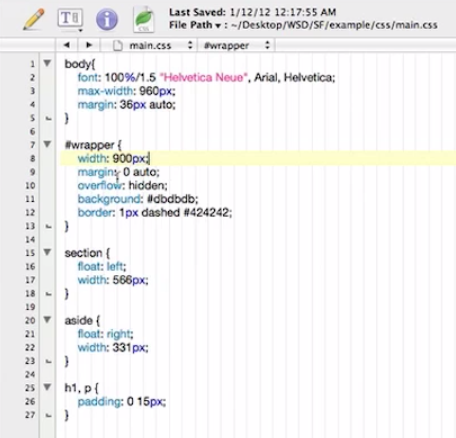 Last Saved: 1/12/12 12:17:55 AM
File Path ▾ : ~/Desktop/WSD/SF/example/css/main.css
main.css #wrapper
1 body{
2 font: 100%/1.5 "Helvetica Neue", Arial, Helvetica;
3 max-width: 960px;
4 margin: 36px auto;
5 }
6
7 #wrapper {
8 width: 900px;
9 margin: 0 auto;
10 overflow: hidden;
11 background: #dbdbdb;
12 border: 1px dashed #424242;
13 }
14
15 section {
16 float: left;
17 width: 566px;
18 }
19
20 aside {
21 float: right;
22 width: 331px;
23 }
24
25 h1, p {
26 padding: 0 15px;
27 }